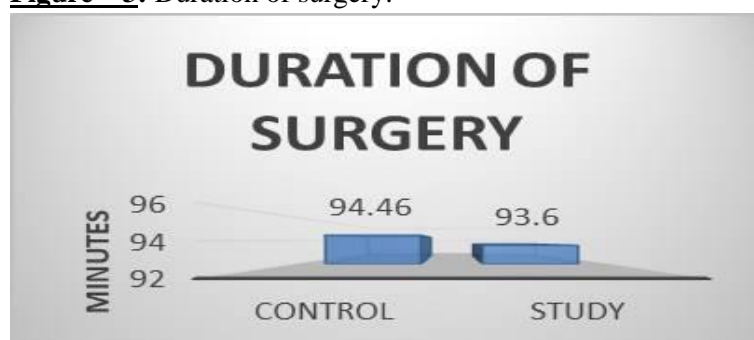 Duration of surgery.
DURATION OF
SURGERY
MINUTES
96
94
92
94.46
93.6
CONTROL
STUDY